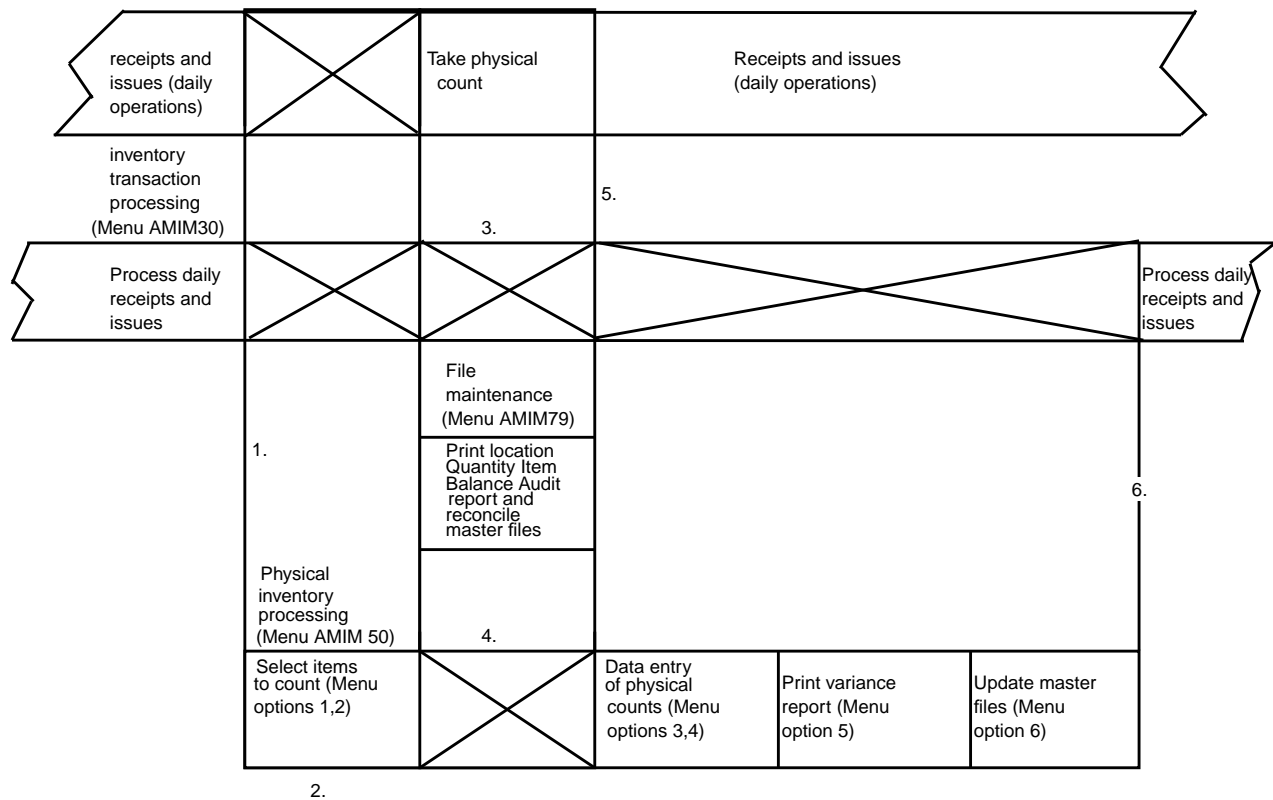 receipts and
issues (daily
operations)
Take physical
count
Receipts and issues
(daily operations)
inventory
transaction
processing
(Menu AMIM30)
3.
5.
Process daily
receipts and
issues
Process daily
receipts and
issues
File
maintenance
(Menu AMIM79)
1.
Print location
Quantity Item
Balance Audit
report and
reconcile
master files
6.
Physical
inventory
processing
(Menu AMIM 50)
4.
Select items
to count (Menu
options 1,2)
Data entry
of physical
counts (Menu
options 3,4)
Print variance
report (Menu
option 5)
Update master
files (Menu
option 6)
2.